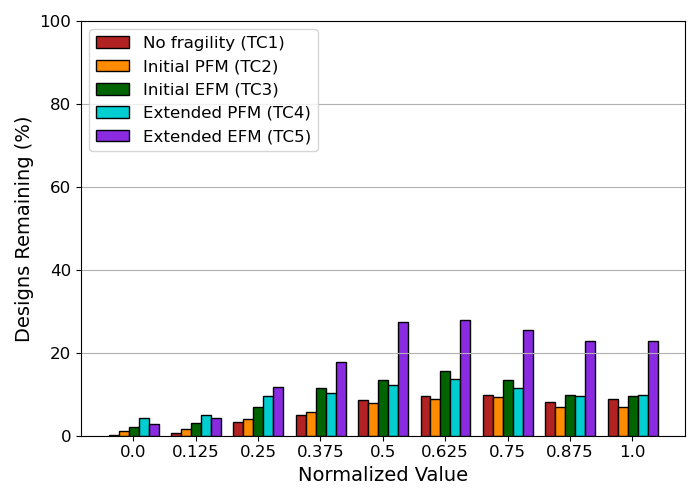 100
80
60
40
20
0
Designs Remaining (%)
No fragility (TC1)
Initial PFM (TC2)
Initial EFM (TC3)
Extended PFM (TC4)
Extended EFM (TC5)
0.0 0.125 0.25 0.375 0.5 0.625 0.75 0.875 1.0
Normalized Value